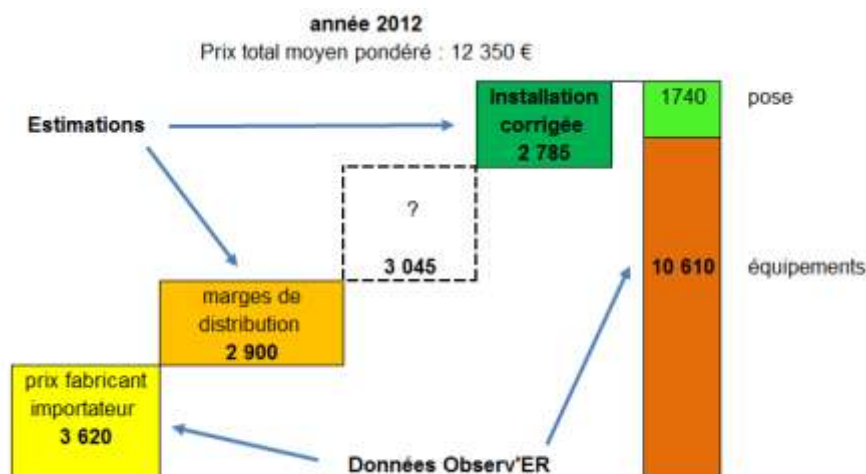 année 2012
Prix total moyen pondéré : 12 350 €
Installation
corrigée
2 785
1740
pose
Estimations
?
3 045
10 610
équipements
marges de
distribution
2 900
prix fabricant
importateur
3 620
Données Observ'ER